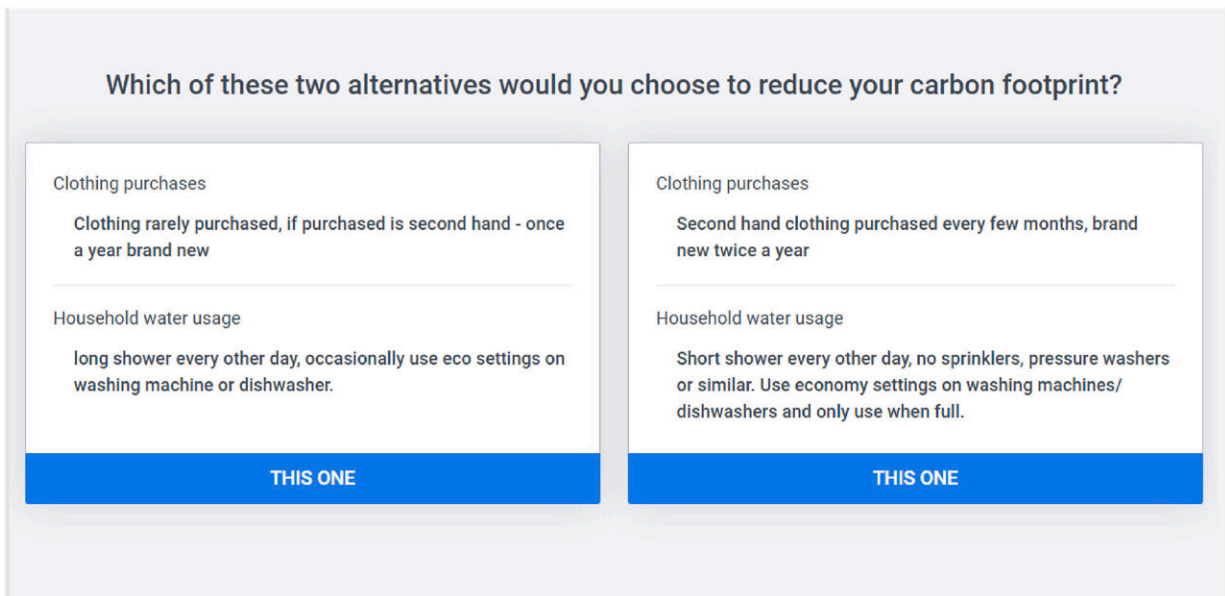 Which of these two alternatives would you choose to reduce your carbon footprint?
Clothing purchases
Clothing rarely purchased, if purchased is second hand - once
a year brand new
Household water usage
long shower every other day, occasionally use eco settings on
washing machine or dishwasher.
THIS ONE
Clothing purchases
Second hand clothing purchased every few months, brand
new twice a year
Household water usage
Short shower every other day, no sprinklers, pressure washers
or similar. Use economy settings on washing machines/
dishwashers and only use when full.
THIS ONE